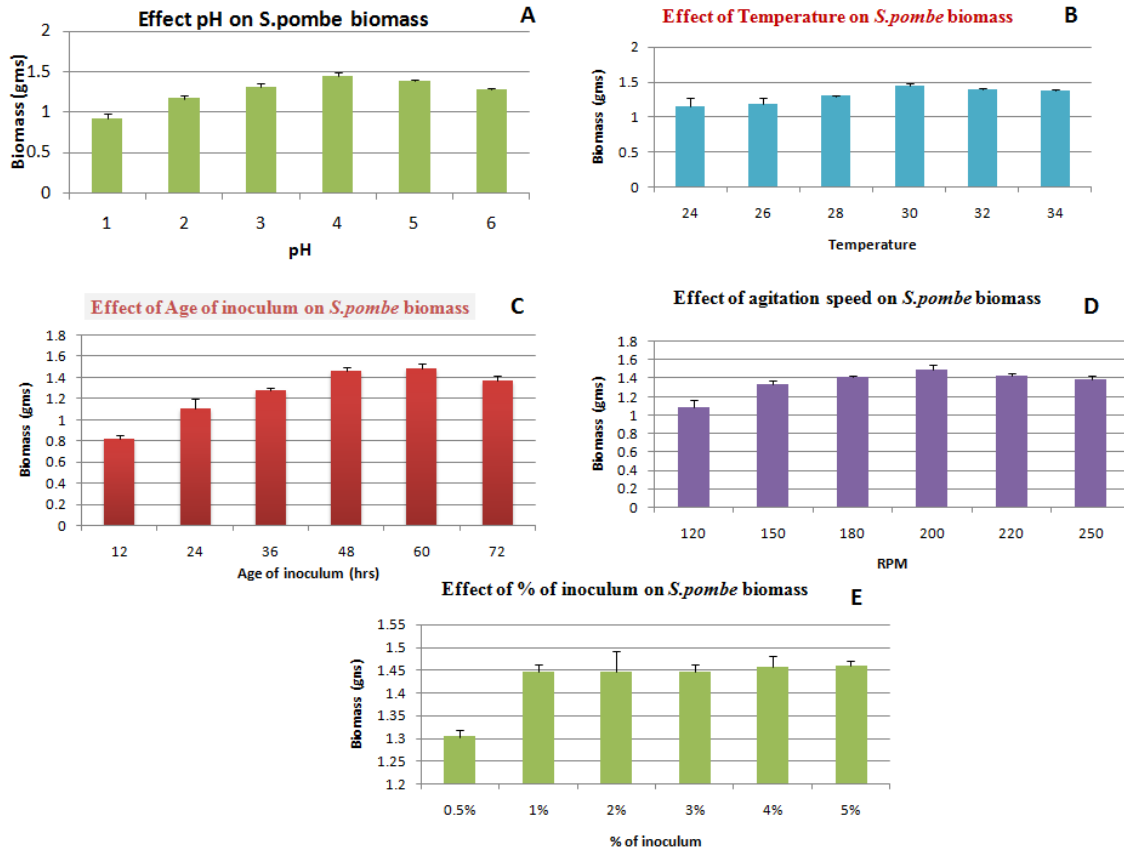 Effect pH on S.pombe biomass
A
2
1.5
1
0.5
0
Biomass (gms)
1 2 3 4 5 6
pH
Effect of Temperature on S.pombe biomass
B
2
1.5
1
0.5
0
Biomass (gms)
24 26 28 30 32 34
Temperature
Effect of Age of inoculum on S.pombe biomass
C
1.8
1.6
1.4
1.2
1
0.8
0.6
0.4
0.2
0
Biomass (gms)
12 24 36 48 60 72
Age of inoculum (hrs)
Effect of agitation speed on S.pombe biomass
D
1.8
1.6
1.4
1.2
1
0.8
0.6
0.4
0.2
0
Biomass (gms)
120 150 180 200 220 250
RPM
Effect of % of inoculum on S.pombe biomass
E
1.55
1.5
1.45
1.4
1.35
1.3
1.25
1.2
Biomass (gns)
0.5% 1% 2% 3% 4% 5%
% of inoculum